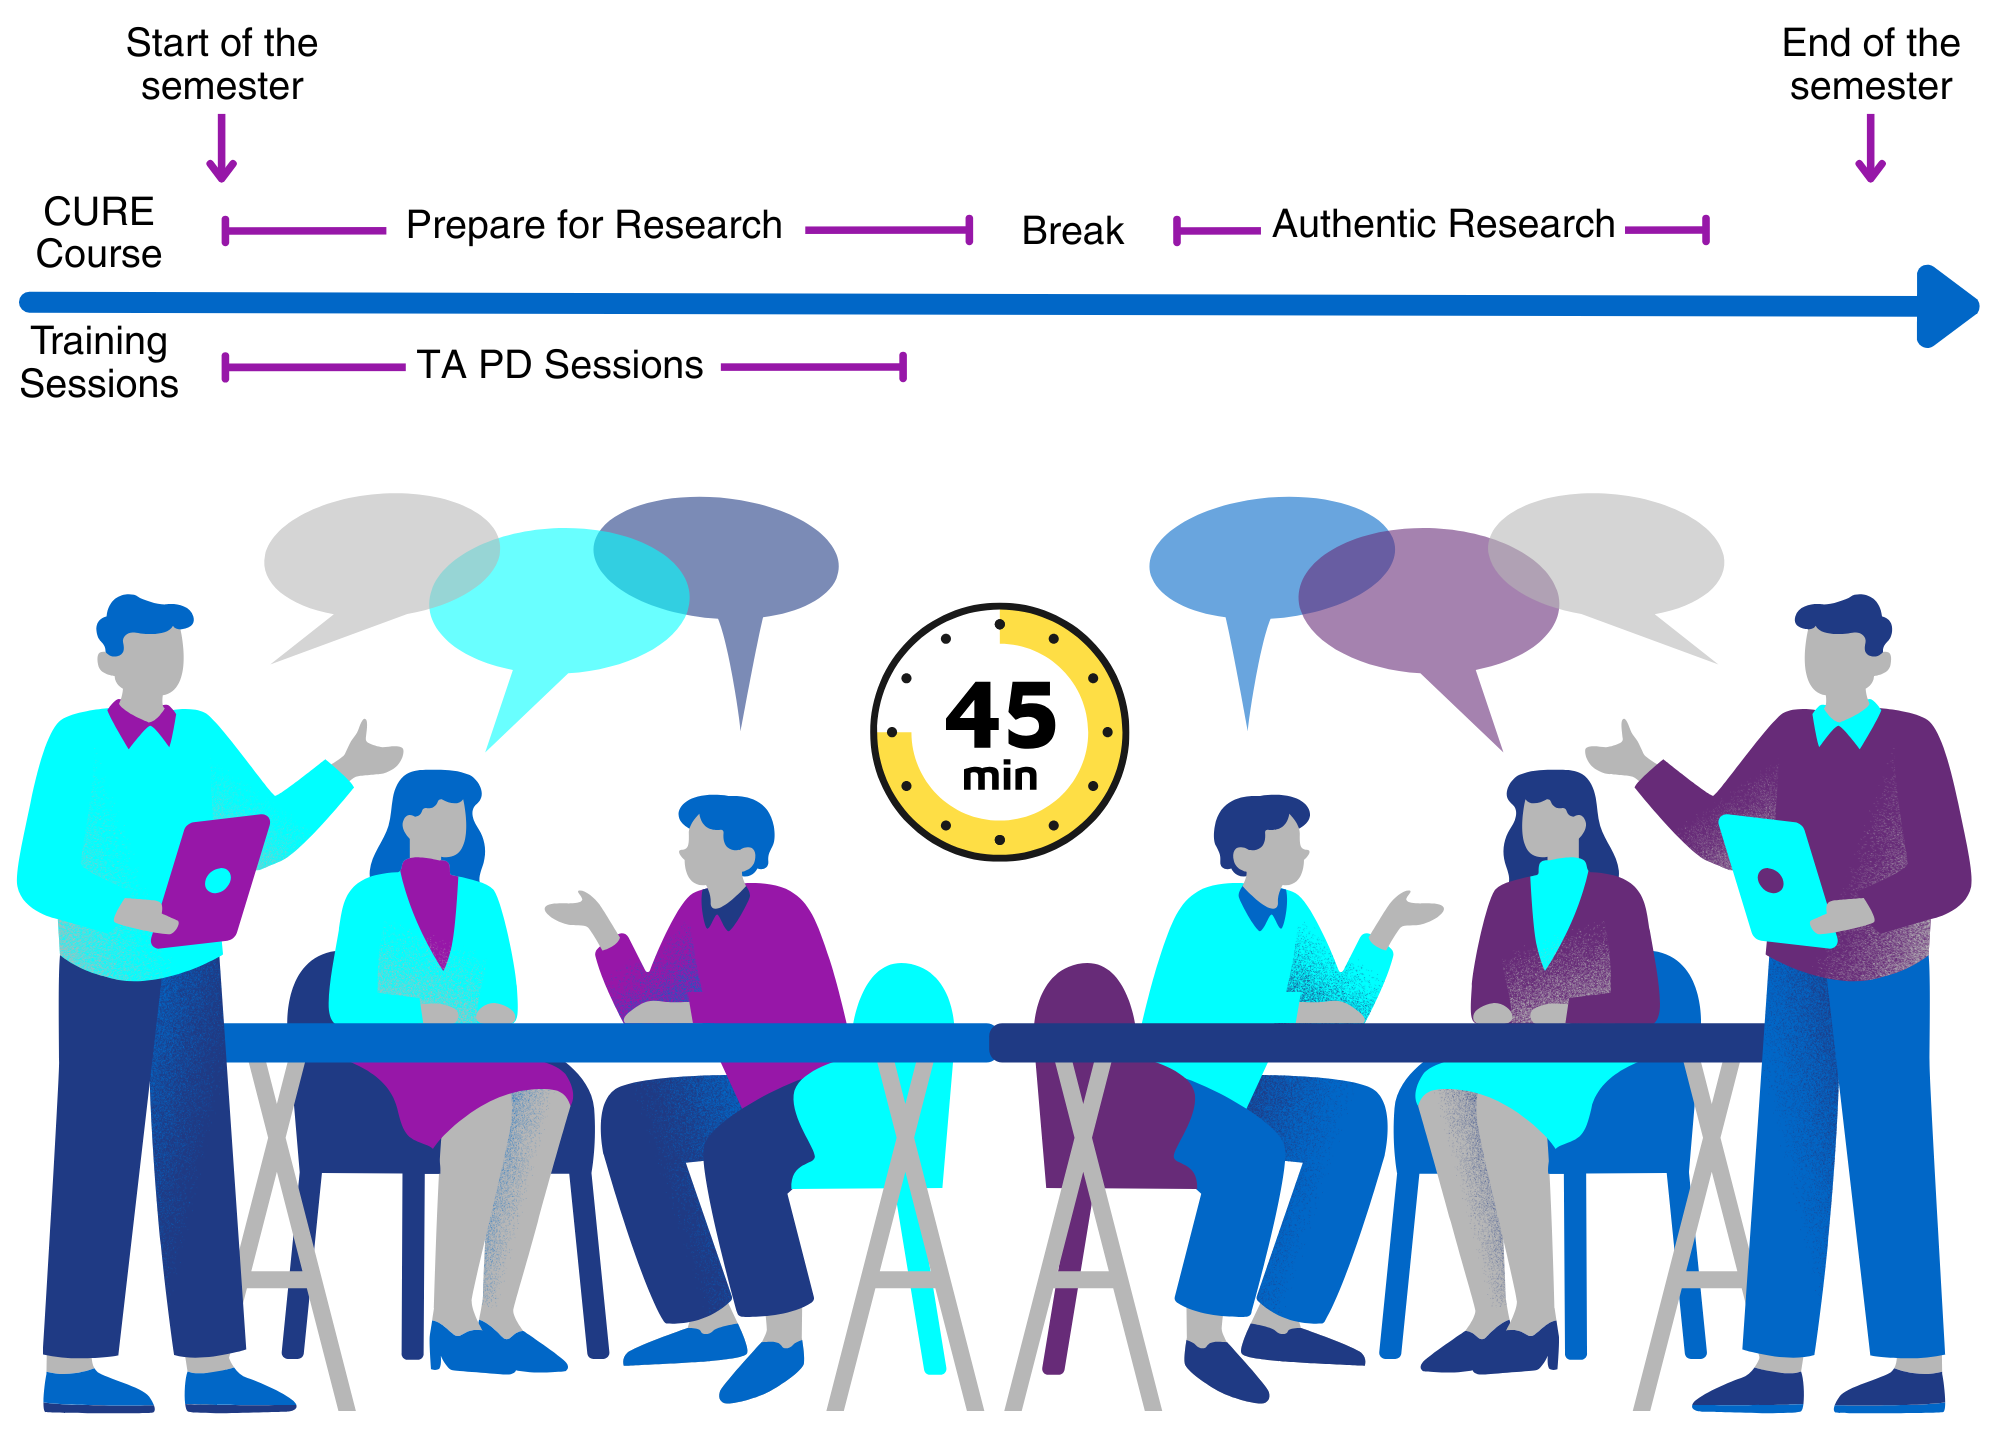 Start of the
semester
End of the
semester
CURE
Course
Prepare for Research
Break
Authentic Research
Training
Sessions
TA PD Sessions
45
min